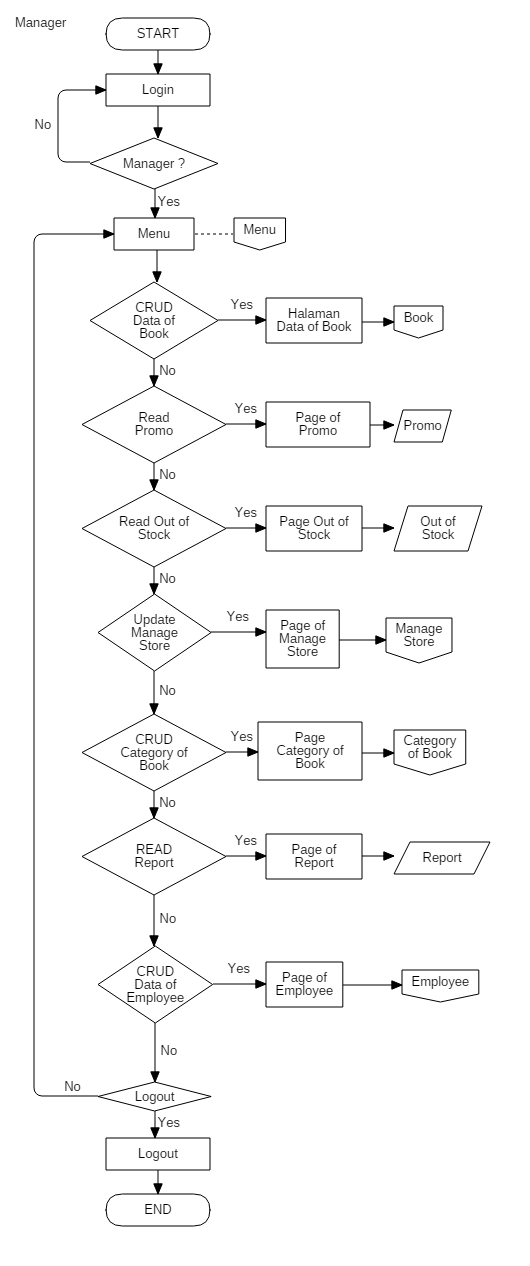 Manager
START
Login
No
Manager ?
Yes
Menu
Menu
CRUD
Data of
Book
Yes
Halaman
Data of Book
Book
No
Read
Promo
Yes
Page of
Promo
Promo
No
Read Out of
Stock
Yes
Page Out of
Stock
Out of
Stock
No
Update
Manage
Store
Yes
Page of
Manage
Store
Manage
Store
No
CRUD
Category of
Book
Yes
Page
Category of
Book
Category
of Book
No
READ
Report
Yes
Page of
Report
Report
No
CRUD
Data of
Employee
Yes
Page of
Employee
Employee
No
No
Logout
Yes
Logout
END